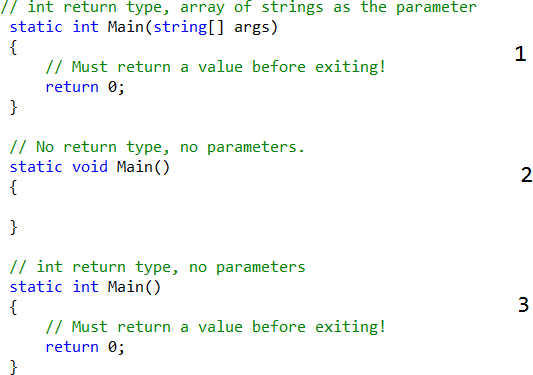 // int return type, array of strings as the parameter
static int Main(string[] args)
{
// Must return a value before exiting!
return 0;
}
1
// No return type, no parameters.
static void Main()
{
}
2
// int return type, no parameters
static int Main()
{
// Must return a value before exiting!
return 0;
}
3